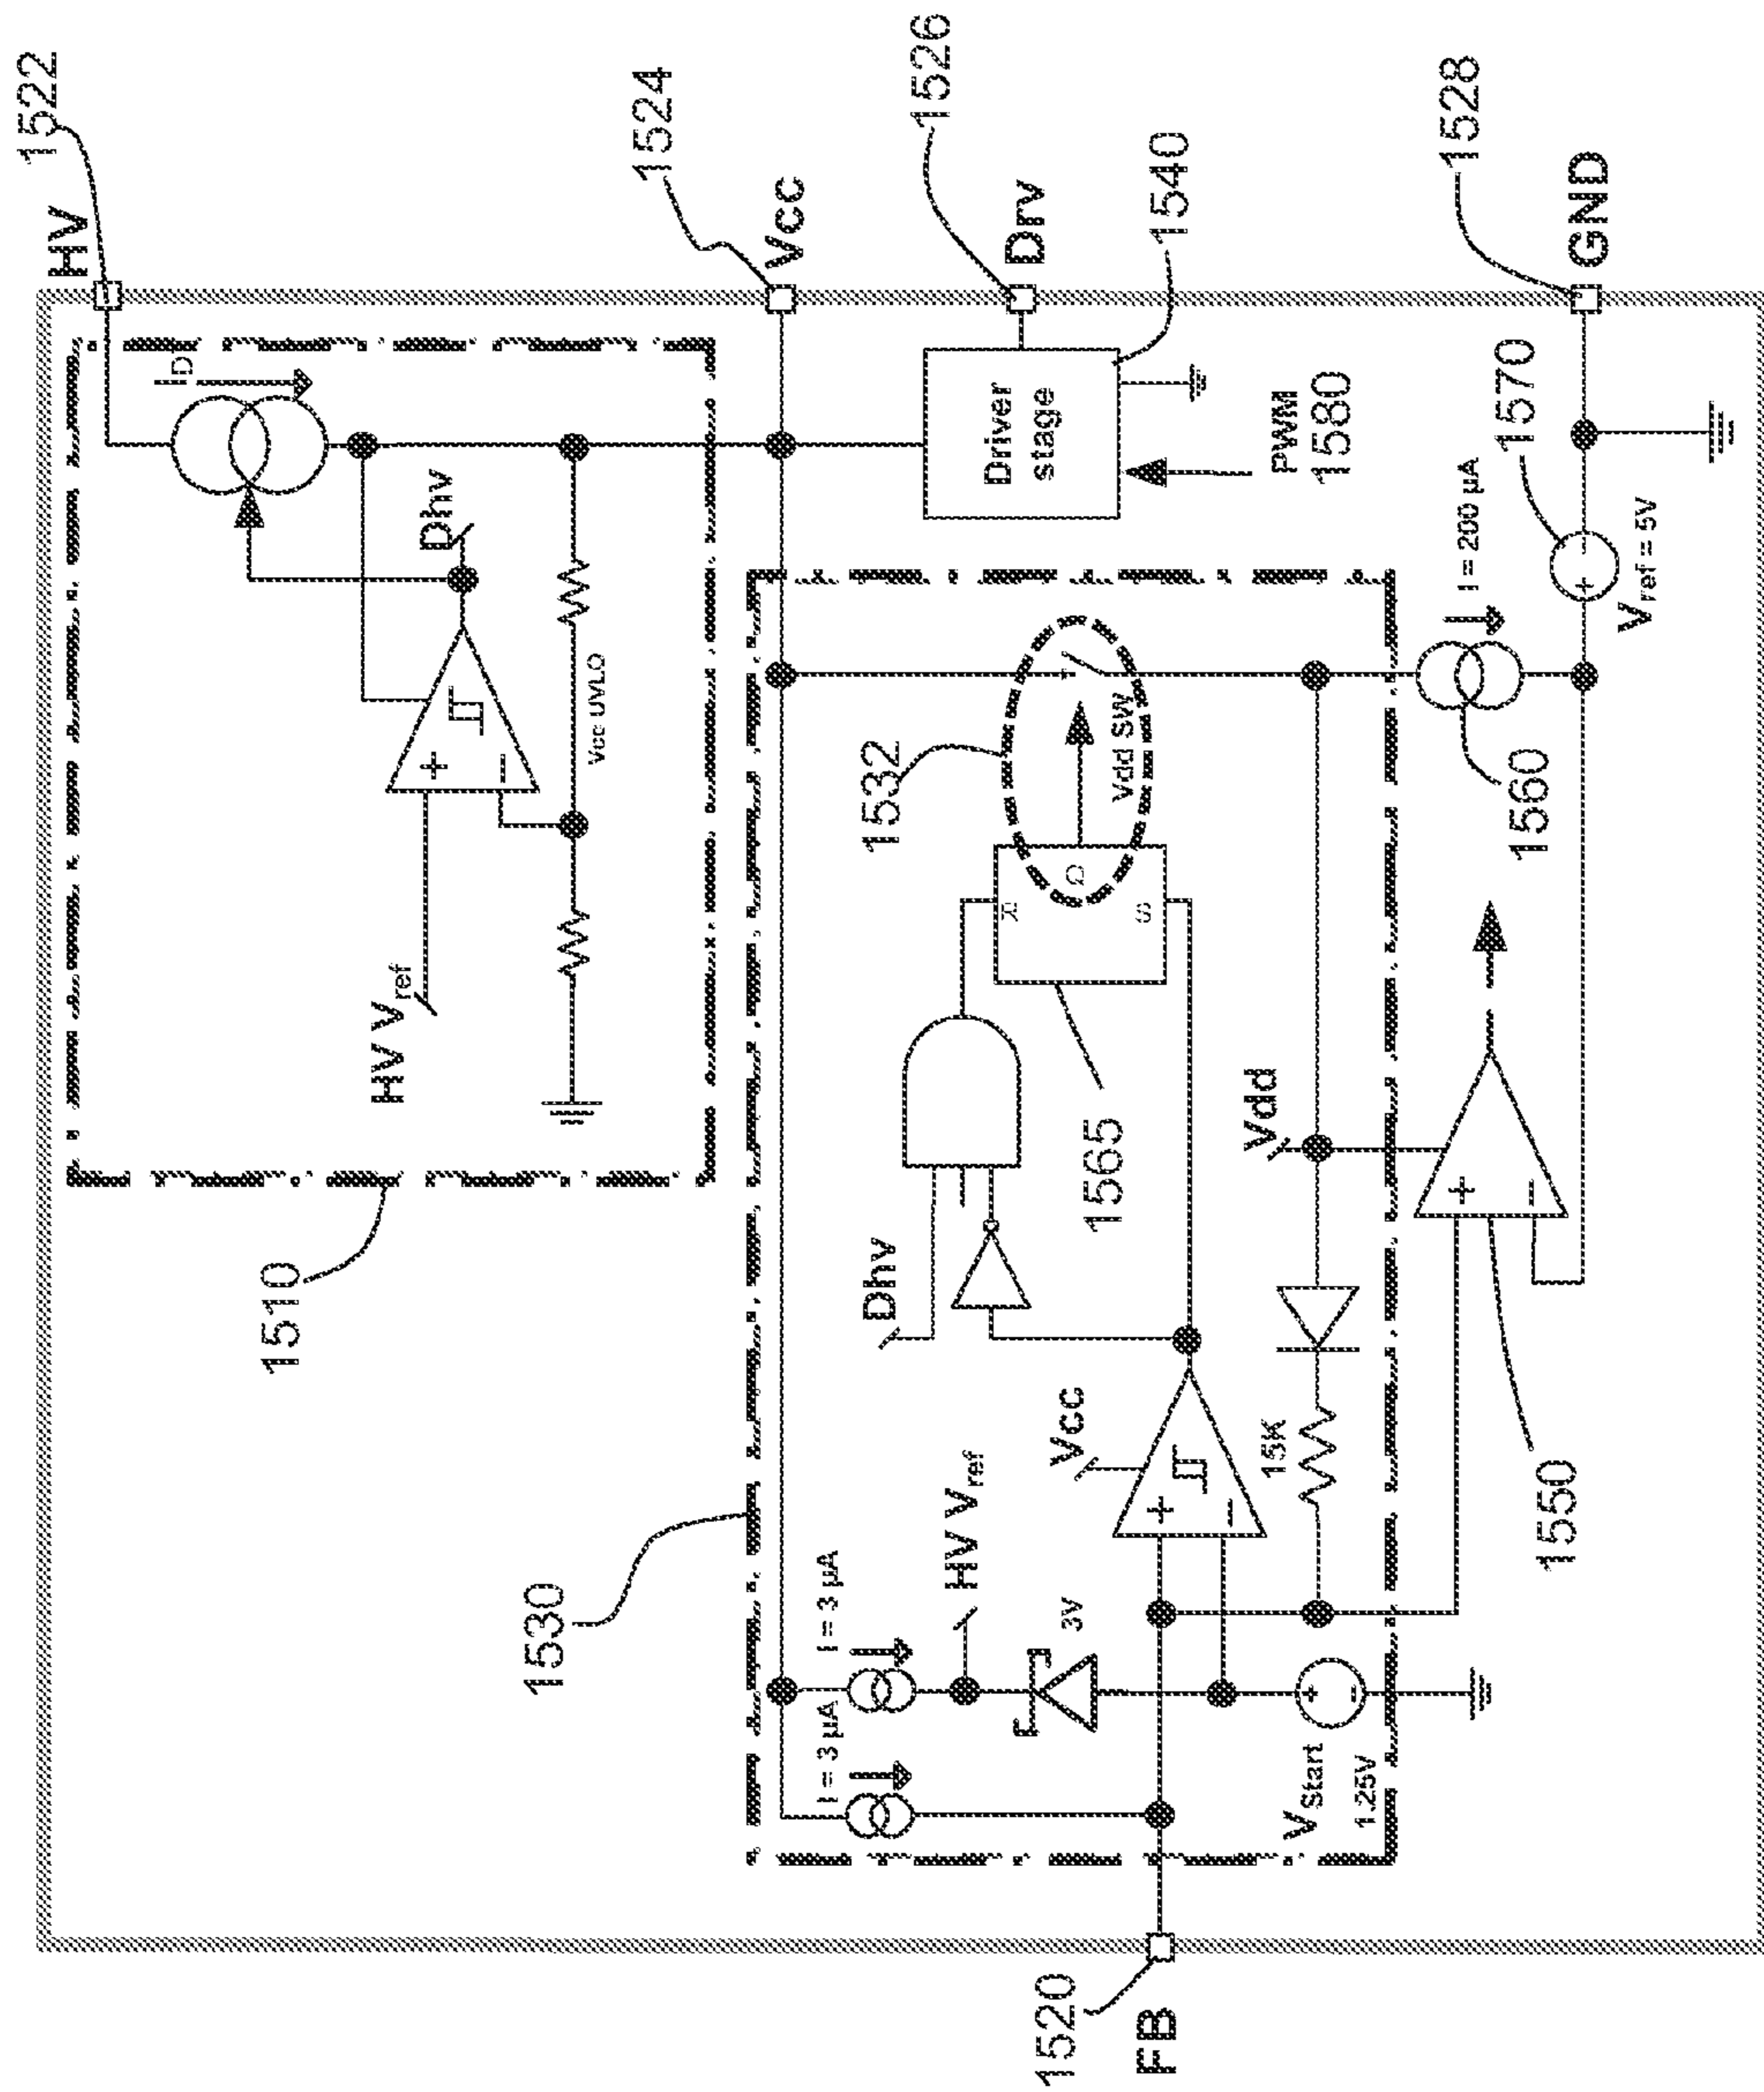 1522
HV
1524
Vcc
1526
Drv
1540
1528
GND
I_D
Dhv
HV V_ref
Vcc UVLO
1510
Driver
stage
PWM
1580
1570
V_ref = 5V
I = 200 µA
1560
1532
Vdd SW
R
Q
S
1565
Dhv
Vdd
+
−
1550
1530
Vcc
15K
HV V_ref
I = 3 µA
I = 3 µA
3V
+
−
V_Start
1.25V
1520
FB